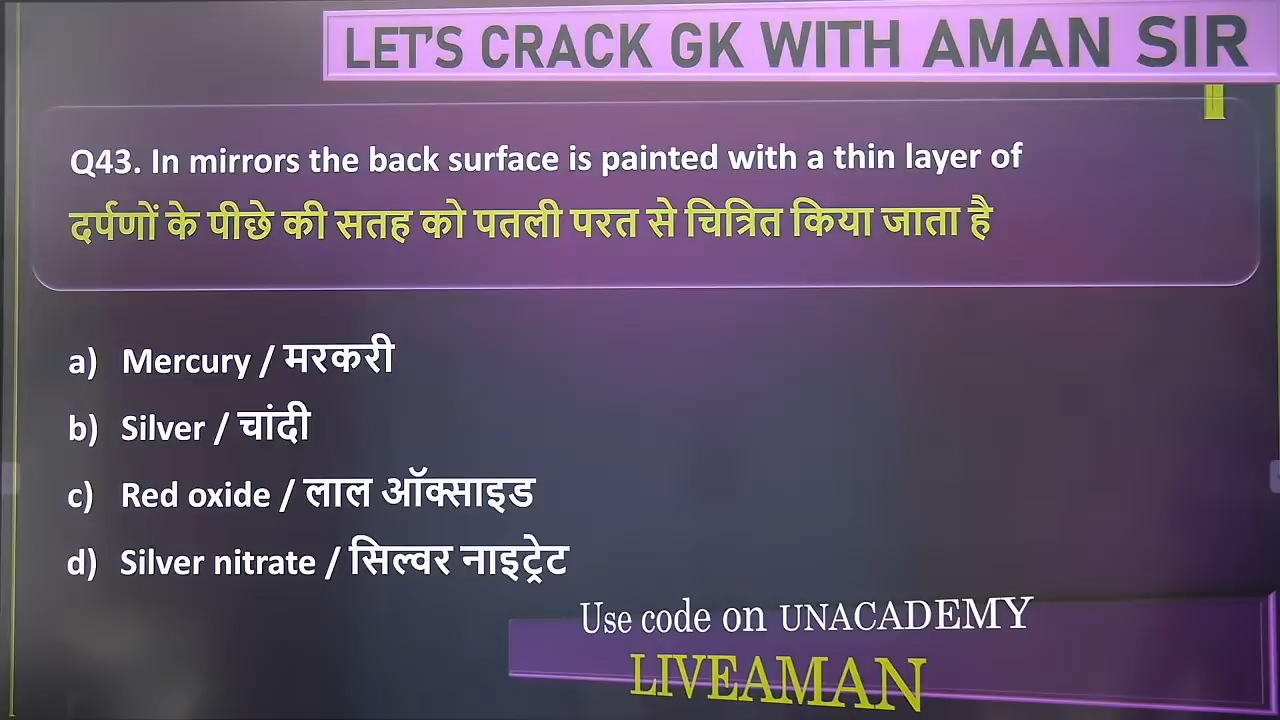 LET'S CRACK GK WITH AMAN SIR
Q43. In mirrors the back surface is painted with a thin layer of
दर्पणों के पीछे की सतह को पतली परत से चित्रित किया जाता है
a) Mercury / मरकरी
b) Silver / चांदी
c) Red oxide / लाल ऑक्साइड
d) Silver nitrate / सिल्वर नाइट्रेट
Use code on UNACADEMY
LIVEAMAN